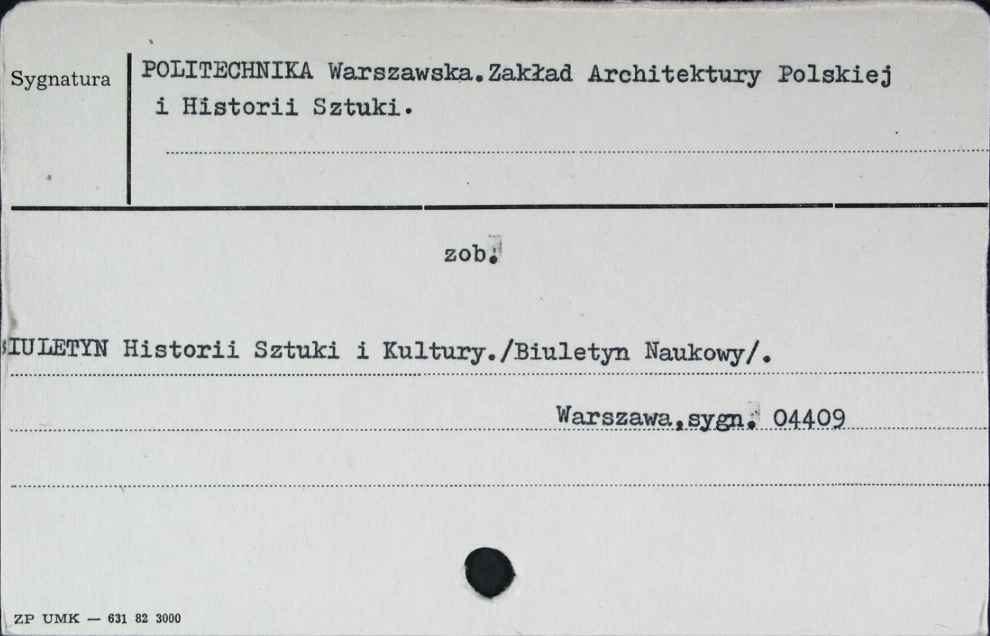 Sygnatura
POLITECHNIKA Warszawska.Zakład Architektury Polskiej
i Historii Sztuki.
zob.
BIULETYN Historii Sztuki i Kultury./Biuletyn Naukowy/.
Warszawa,sygn. 04409
ZP UMK — 631 82 3000